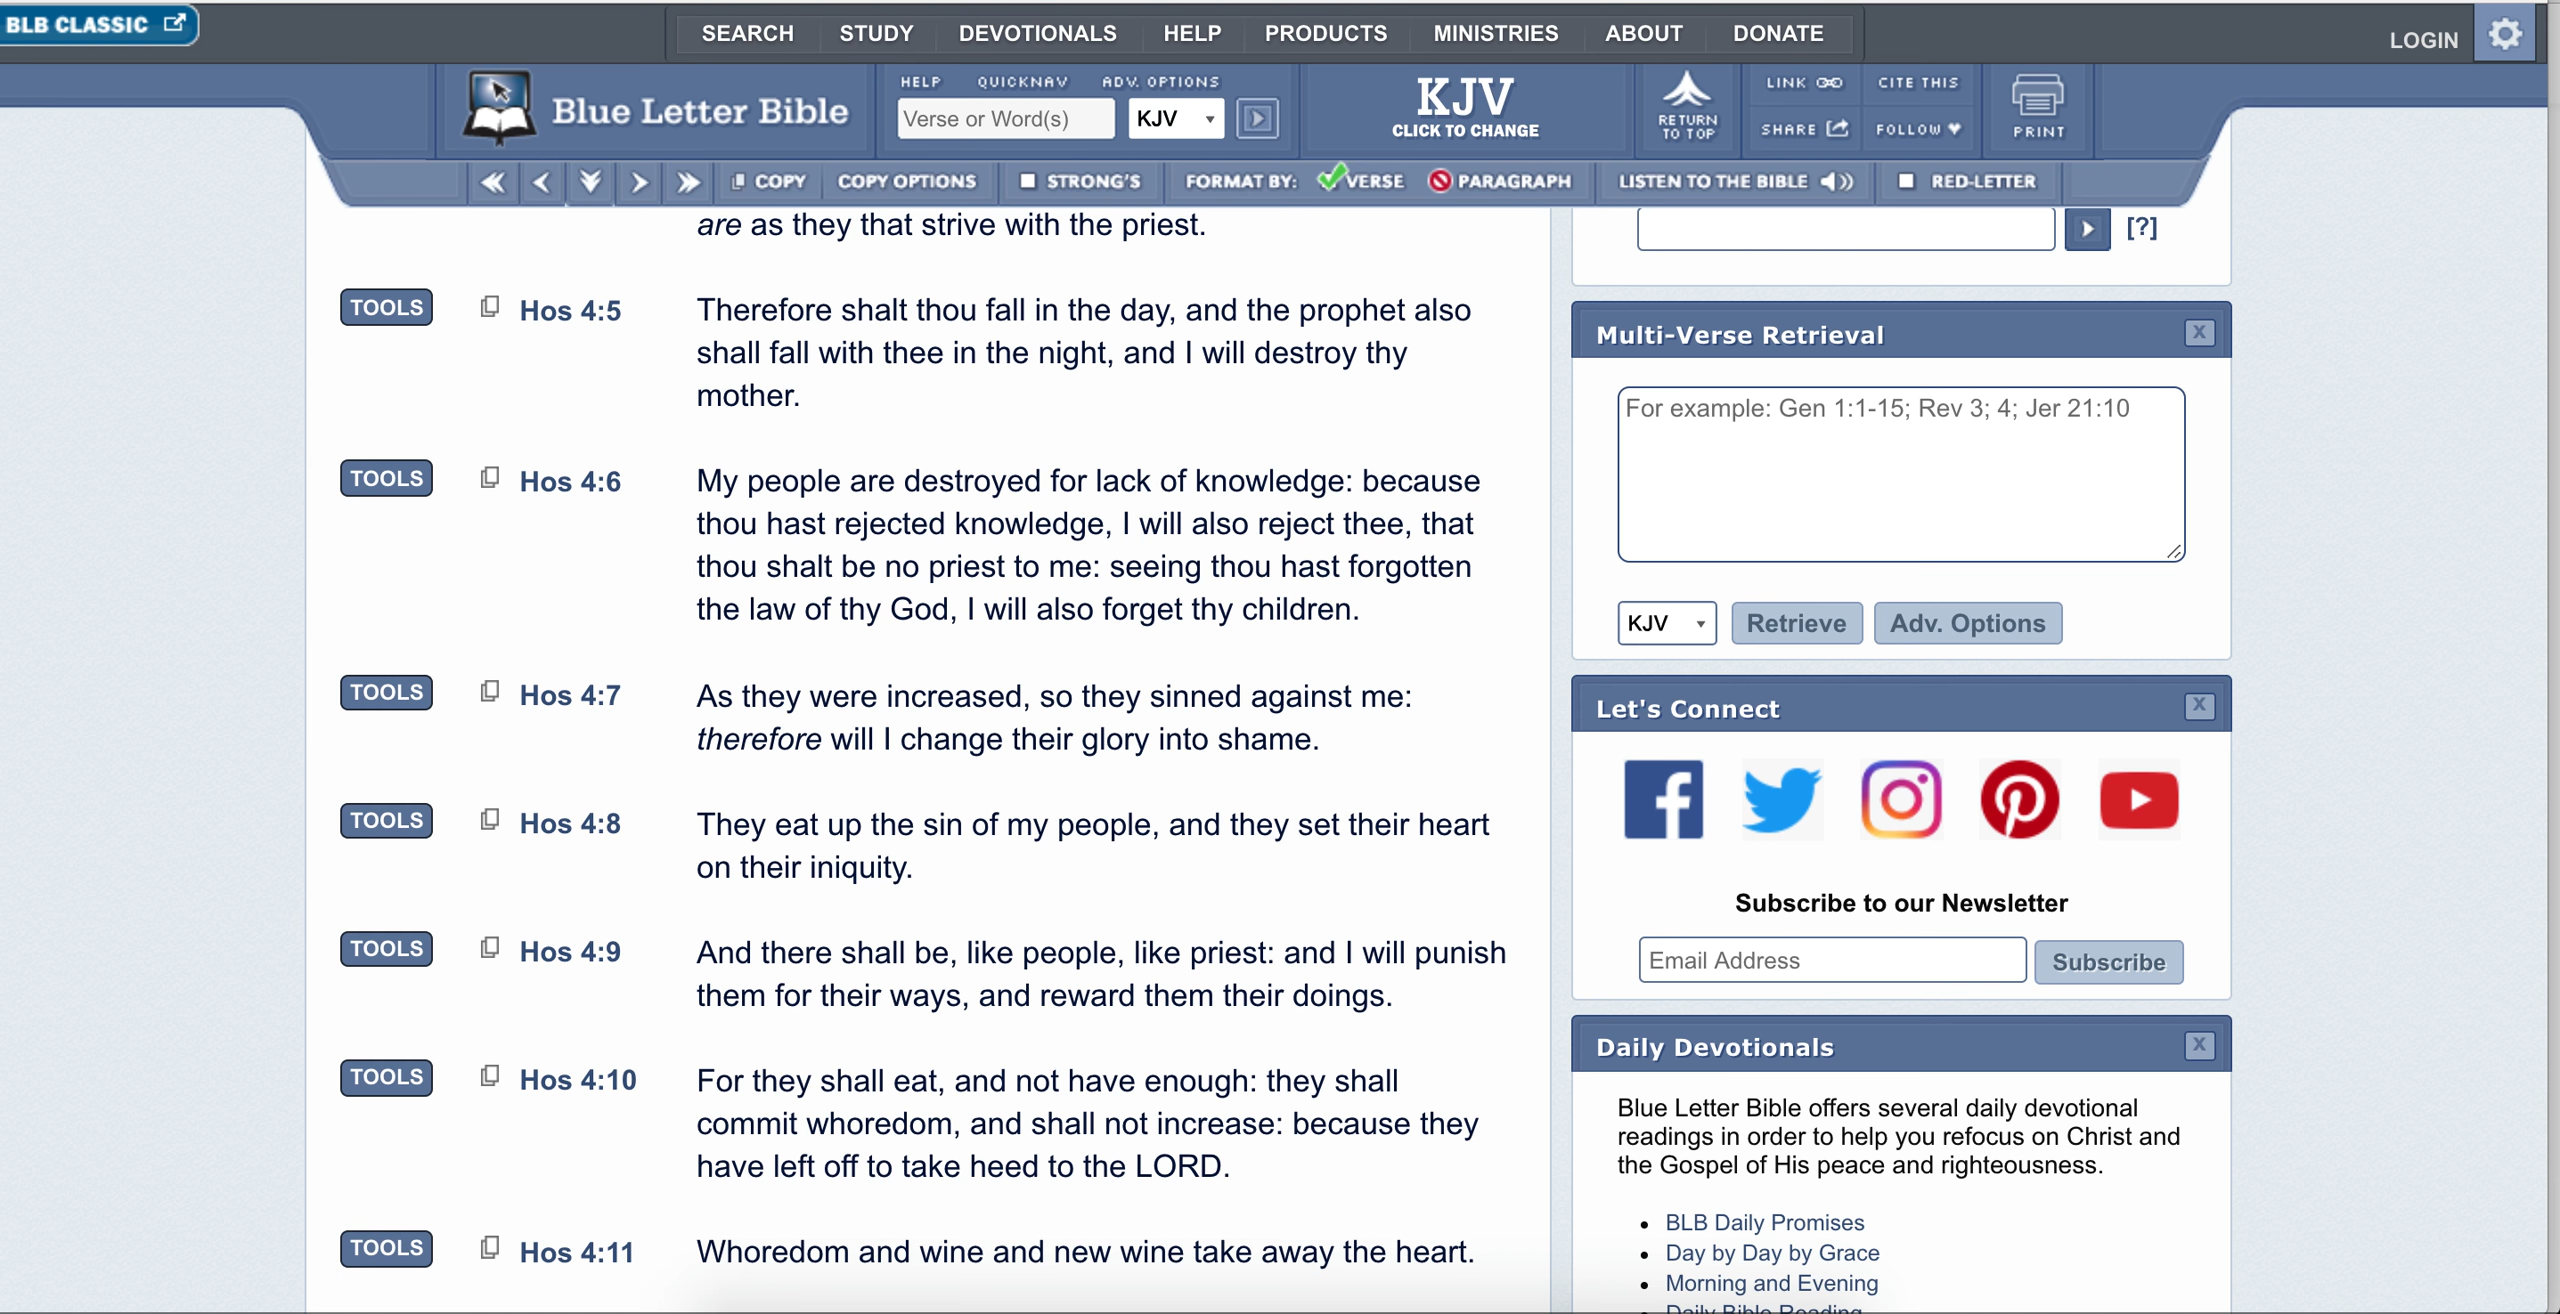 BLB CLASSIC
SEARCH STUDY DEVOTIONALS HELP PRODUCTS MINISTRIES ABOUT DONATE
LOGIN
Blue Letter Bible
HELP QUICKNAV ADV. OPTIONS
Verse or Word(s) KJV
KJV
CLICK TO CHANGE
RETURN
TO TOP
LINK CITE THIS
SHARE FOLLOW
PRINT
COPY COPY OPTIONS STRONG'S FORMAT BY: VERSE PARAGRAPH LISTEN TO THE BIBLE RED-LETTER
are as they that strive with the priest.
TOOLS Hos 4:5 Therefore shalt thou fall in the day, and the prophet also
shall fall with thee in the night, and I will destroy thy
mother.
TOOLS Hos 4:6 My people are destroyed for lack of knowledge: because
thou hast rejected knowledge, I will also reject thee, that
thou shalt be no priest to me: seeing thou hast forgotten
the law of thy God, I will also forget thy children.
TOOLS Hos 4:7 As they were increased, so they sinned against me:
therefore will I change their glory into shame.
TOOLS Hos 4:8 They eat up the sin of my people, and they set their heart
on their iniquity.
TOOLS Hos 4:9 And there shall be, like people, like priest: and I will punish
them for their ways, and reward them their doings.
TOOLS Hos 4:10 For they shall eat, and not have enough: they shall
commit whoredom, and shall not increase: because they
have left off to take heed to the LORD.
TOOLS Hos 4:11 Whoredom and wine and new wine take away the heart.
[?]
Multi-Verse Retrieval X
For example: Gen 1:1-15; Rev 3; 4; Jer 21:10
KJV Retrieve Adv. Options
Let's Connect X
Subscribe to our Newsletter
Email Address Subscribe
Daily Devotionals X
Blue Letter Bible offers several daily devotional
readings in order to help you refocus on Christ and
the Gospel of His peace and righteousness.
• BLB Daily Promises
• Day by Day by Grace
• Morning and Evening
• Daily Bible Reading